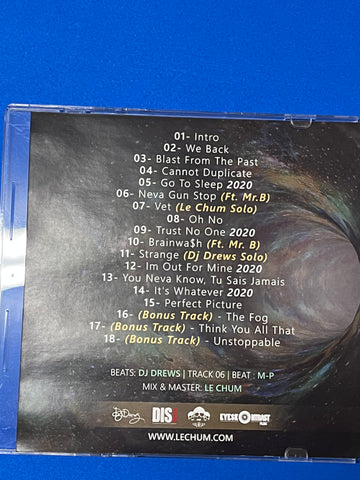 01- Intro
02- We Back
03- Blast From The Past
04- Cannot Duplicate
05- Go To Sleep 2020
06- Neva Gun Stop (Ft. Mr.B)
07- Vet (Le Chum Solo)
08- Oh No
09- Trust No One 2020
10- Brainwa$h (Ft. Mr. B)
11- Strange (Dj Drews Solo)
12- Im Out For Mine 2020
13- You Neva Know, Tu Sais Jamais
14- It's Whatever 2020
15- Perfect Picture
16- (Bonus Track) - The Fog
17- (Bonus Track) - Think You All That
18- (Bonus Track) - Unstoppable
BEATS: DJ DREWS | TRACK 06 | BEAT : M-P
MIX & MASTER: LE CHUM
WWW.LECHUM.COM